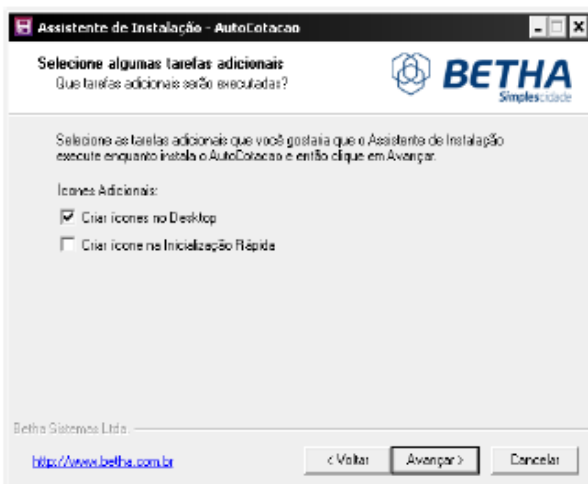 Assistente de Instalação - AutoCotacao
Selecione algumas tarefas adicionais
Que tarefas adicionais serão executadas?
BETHA
Simplescidade
Selecione as tarefas adicionais que você gostaria que o Assistente de Instalação
execute enquanto instala o AutoCotacao e então clique em Avançar.
Ícones Adicionais:
Criar ícones no Desktop
Criar ícone na Inicialização Rápida
Betha Sistemas Ltda.
http://www.betha.com.br
< Voltar
Avançar >
Cancelar